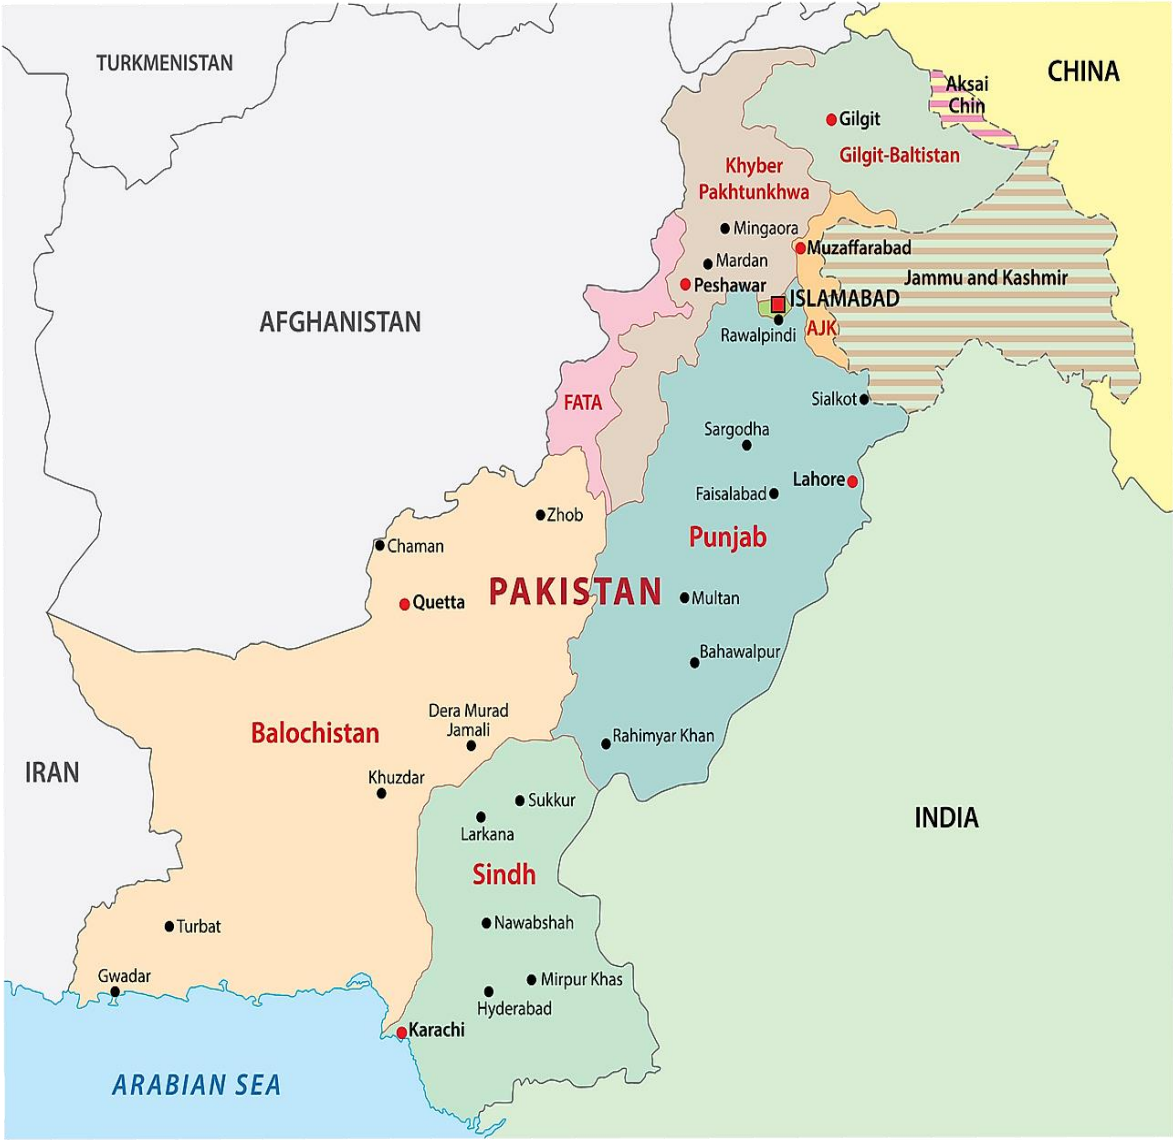 TURKMENISTAN
CHINA
Aksai
Chin
Gilgit
Gilgit-Baltistan
Khyber
Pakhtunkhwa
Mingaora
Muzaffarabad
Mardan
Jammu and Kashmir
Peshawar
ISLAMABAD
AFGHANISTAN
Rawalpindi
AJK
FATA
Sialkot
Sargodha
Lahore
Faisalabad
Zhob
Punjab
Chaman
PAKISTAN
Quetta
Multan
Bahawalpur
Dera Murad
Jamali
Balochistan
Rahimyar Khan
IRAN
Khuzdar
Sukkur
INDIA
Larkana
Sindh
Turbat
Nawabshah
Gwadar
Mirpur Khas
Hyderabad
Karachi
ARABIAN SEA